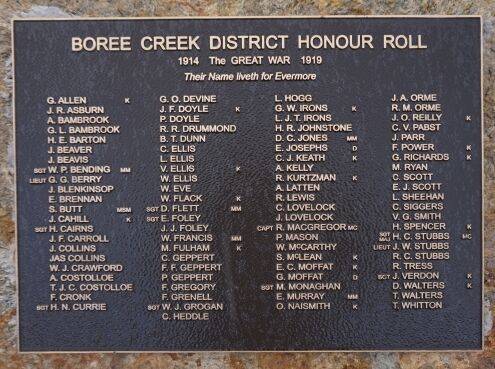 BOREE CREEK DISTRICT HONOUR ROLL
1914 The GREAT WAR 1919
Their Name liveth for Evermore
G. ALLEN K
J. R. ASBURN
A. BAMBROOK
G. L. BAMBROOK
H. E. BARTON
J. BEAVER
J. BEAVIS
SGT W. P. BENDING MM
LIEUT G. G. BERRY
J. BLENKINSOP
E. BRENNAN
S. BUTT MSM
J. CAHILL K
SGT H. CAIRNS
J. F. CARROLL
J. COLLINS
JAS COLLINS
W. J. CRAWFORD
A. COSTOLLOE
T. J. C. COSTOLLOE
F. CRONK
SGT H. N. CURRIE
G. O. DEVINE
J. F. DOYLE K
P. DOYLE
R. R. DRUMMOND
B. T. DUNN
C. ELLIS
L. ELLIS
V. ELLIS K
W. ELLIS
W. EVE
W. FLACK K
SGT D. FLETT MM
SGT E. FOLEY
J. J. FOLEY
W. FRANCIS MM
M. FULHAM K
C. GEPPERT
F. F. GEPPERT
P. GEPPERT
F. GREGORY
F. GRENELL
SGT W. J. GROGAN
C. HEDDLE
L. HOGG
G. W. IRONS K
L. J. T. IRONS
H. R. JOHNSTONE
D. C. JONES MM
E. JOSEPHS D
C. J. KEATH K
A. KELLY
R. KURTZMAN K
A. LATTEN
R. LEWIS
C. LOVELOCK
J. LOVELOCK
CAPT R. MACGREGOR MC
P. MASON
W. McCARTHY
S. McLEAN K
E. C. MOFFAT K
G. MOFFAT D
SGT M. MONAGHAN
E. MURRAY MM
O. NAISMITH K
J. A. ORME
R. M. ORME
J. O. REILLY K
C. V. PABST
J. PARR
F. POWER K
G. RICHARDS K
M. RYAN
C. SCOTT
E. J. SCOTT
L. SHEEHAN
C. SIGGERS
V. G. SMITH
H. SPENCER K
SGT MAJ H. C. STUBBS MC
LIEUT J. W. STUBBS
R. C. STUBBS
R. TRESS
SGT J. VERDON K
D. WALTERS K
T. WALTERS
T. WHITTON